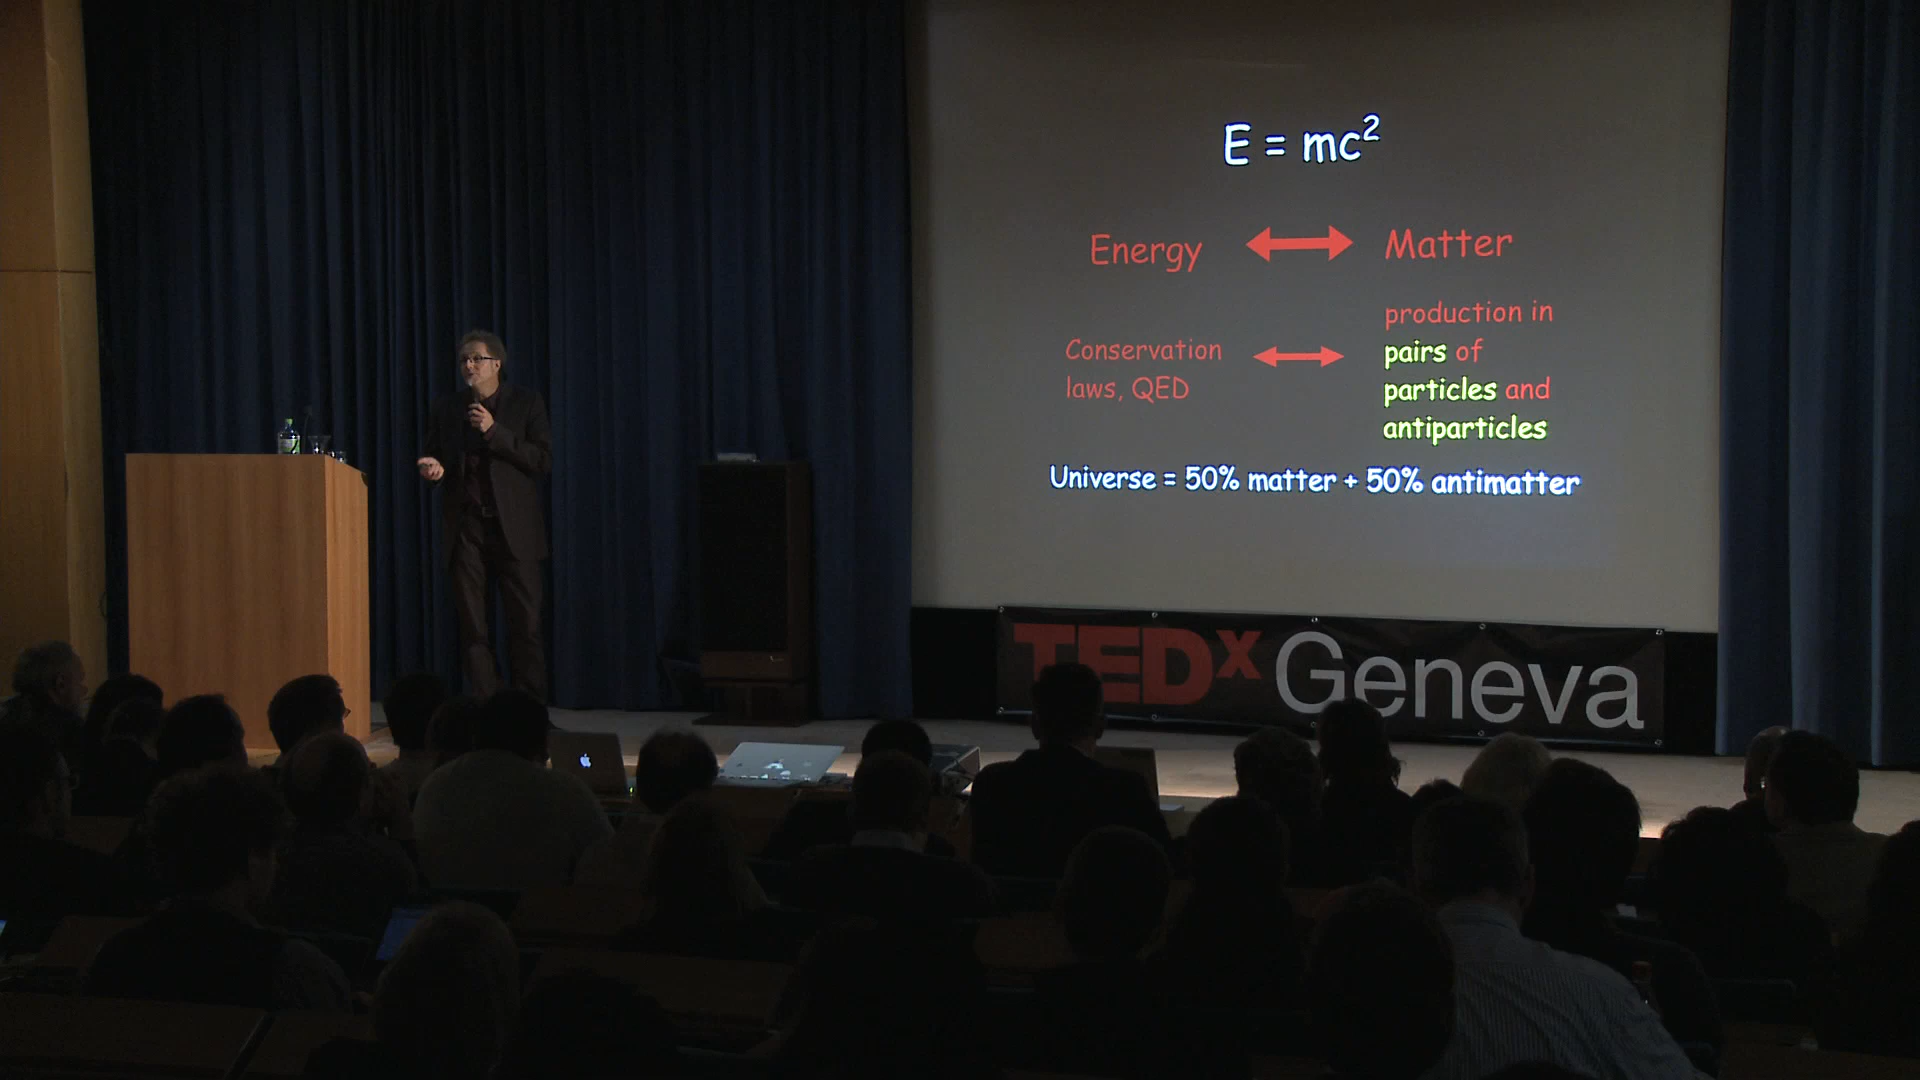 E = mc²
Energy ↔ Matter
production in
Conservation ↔ pairs of
laws, QED particles and
antiparticles
Universe = 50% matter + 50% antimatter
TEDx Geneva